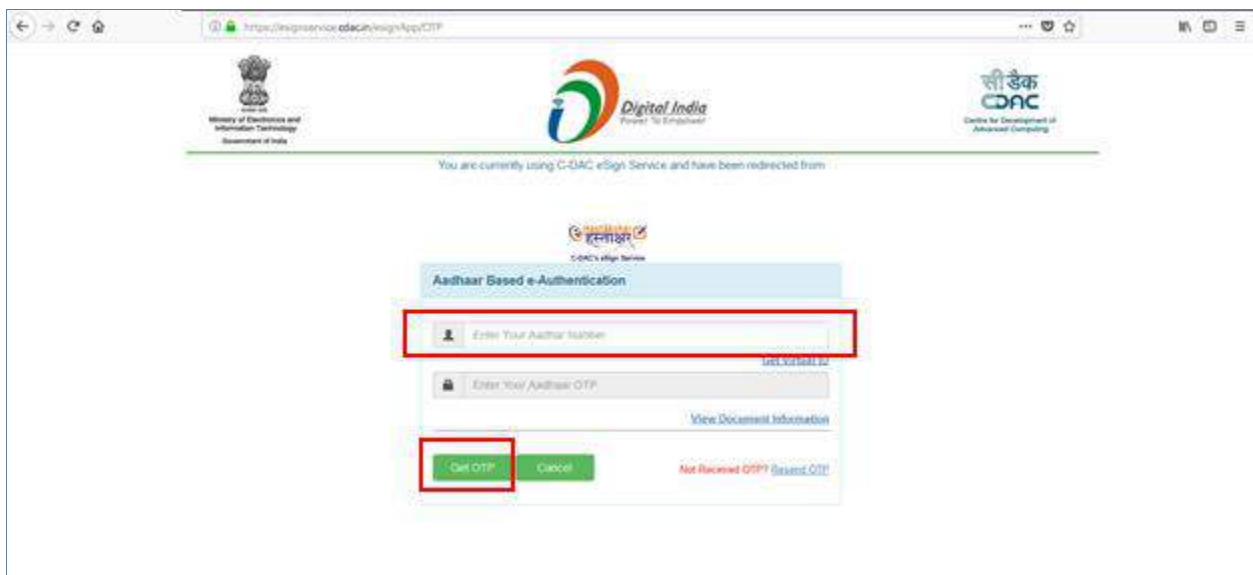 https://esignservice.cdac.in/esignApp/OTP
Ministry of Electronics and
Information Technology
Government of India
Digital India
Power To Empower
सी डैक
CDAC
Centre for Development of
Advanced Computing
You are currently using C-DAC eSign Service and have been redirected from
हस्ताक्षर
C-DAC's eSign Service
Aadhaar Based e-Authentication
Enter Your Aadhar Number
Get Virtual ID
Enter Your Aadhaar OTP
View Document Information
Get OTP Cancel Not Received OTP? Resend OTP